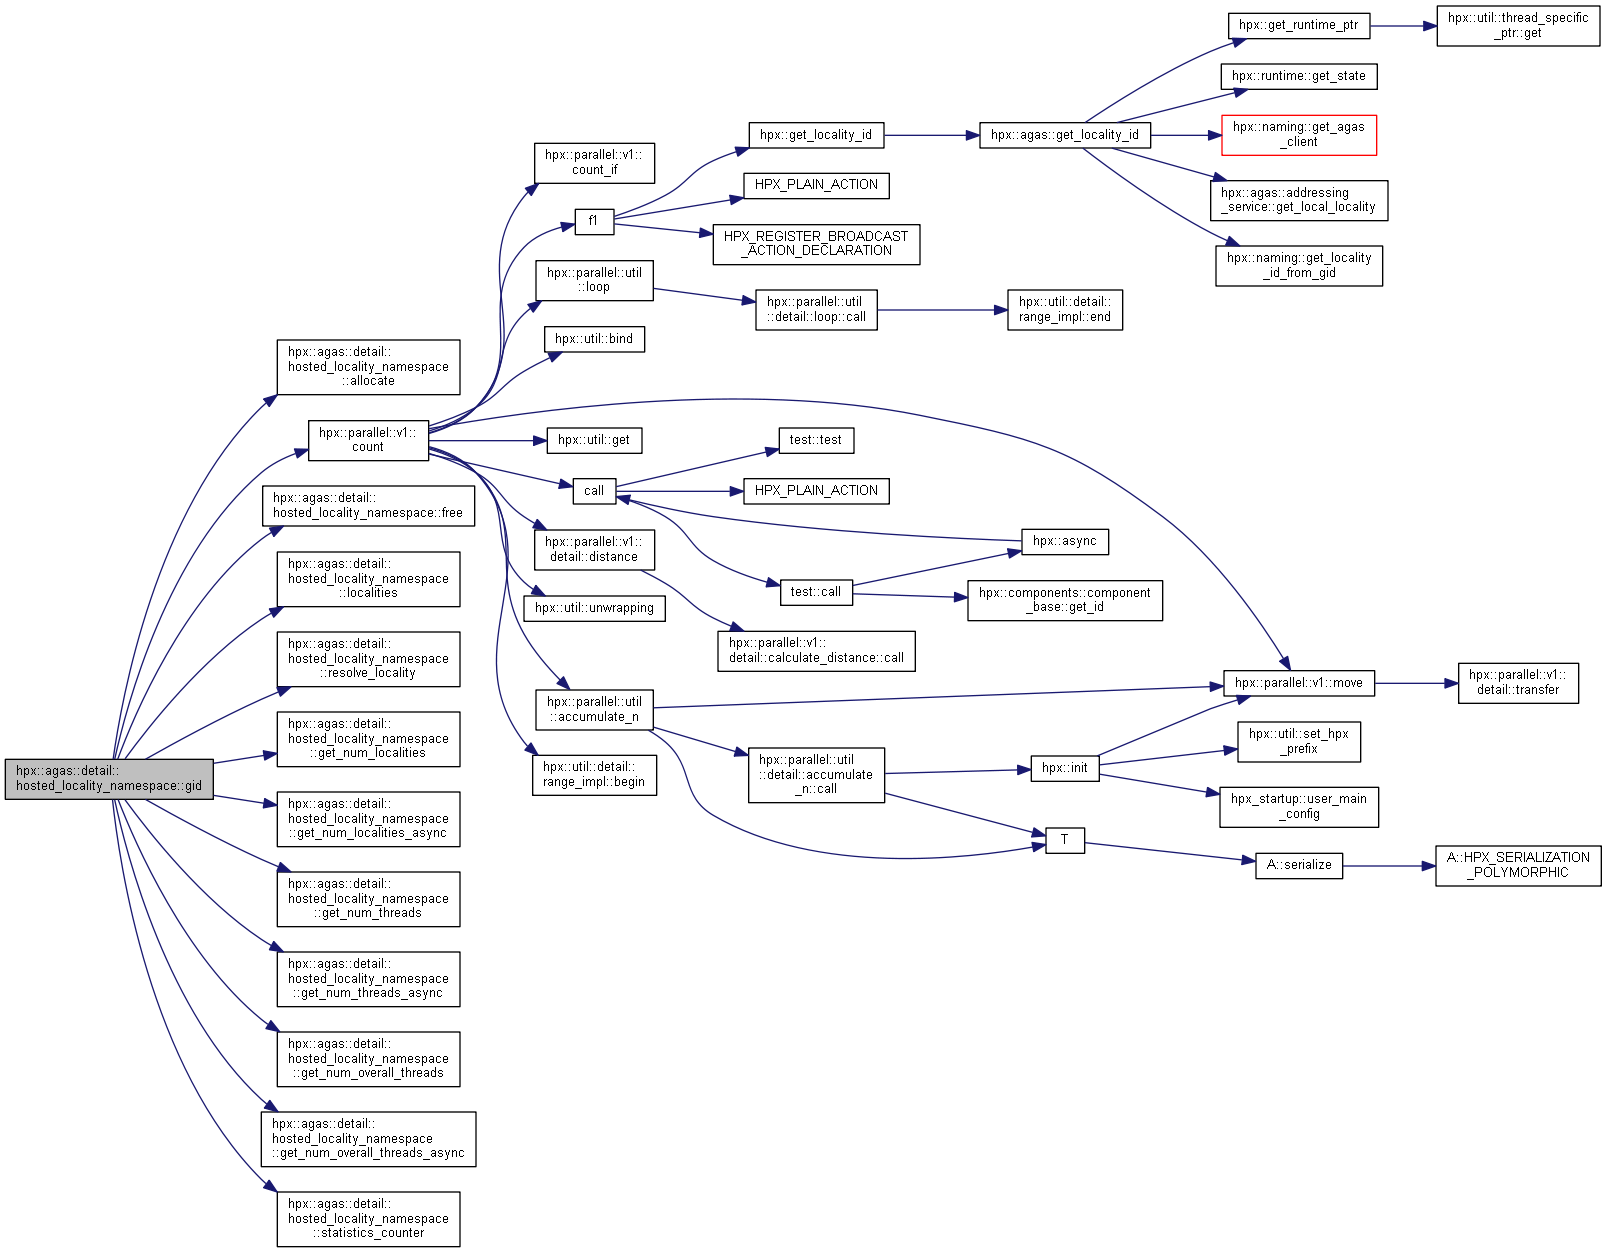 hpx::agas::detail::
hosted_locality_namespace::gid
hpx::agas::detail::
hosted_locality_namespace
::allocate
hpx::parallel::v1::
count
hpx::agas::detail::
hosted_locality_namespace::free
hpx::agas::detail::
hosted_locality_namespace
::localities
hpx::agas::detail::
hosted_locality_namespace
::resolve_locality
hpx::agas::detail::
hosted_locality_namespace
::get_num_localities
hpx::agas::detail::
hosted_locality_namespace
::get_num_localities_async
hpx::agas::detail::
hosted_locality_namespace
::get_num_threads
hpx::agas::detail::
hosted_locality_namespace
::get_num_threads_async
hpx::agas::detail::
hosted_locality_namespace
::get_num_overall_threads
hpx::agas::detail::
hosted_locality_namespace
::get_num_overall_threads_async
hpx::agas::detail::
hosted_locality_namespace
::statistics_counter
hpx::parallel::v1::
count_if
f1
hpx::parallel::util
::loop
hpx::util::bind
hpx::util::get
call
hpx::parallel::v1::
detail::distance
hpx::util::unwrapping
hpx::parallel::util
::accumulate_n
hpx::util::detail::
range_impl::begin
hpx::get_locality_id
HPX_PLAIN_ACTION
HPX_REGISTER_BROADCAST
_ACTION_DECLARATION
hpx::parallel::util
::detail::loop::call
test::test
HPX_PLAIN_ACTION
test::call
hpx::parallel::v1::
detail::calculate_distance::call
hpx::parallel::util
::detail::accumulate
_n::call
hpx::agas::get_locality_id
hpx::util::detail::
range_impl::end
hpx::async
hpx::components::component
_base::get_id
hpx::init
T
hpx::get_runtime_ptr
hpx::runtime::get_state
hpx::naming::get_agas
_client
hpx::agas::addressing
_service::get_local_locality
hpx::naming::get_locality
_id_from_gid
hpx::parallel::v1::move
hpx::util::set_hpx
_prefix
hpx_startup::user_main
_config
A::serialize
hpx::util::thread_specific
_ptr::get
hpx::parallel::v1::
detail::transfer
A::HPX_SERIALIZATION
_POLYMORPHIC